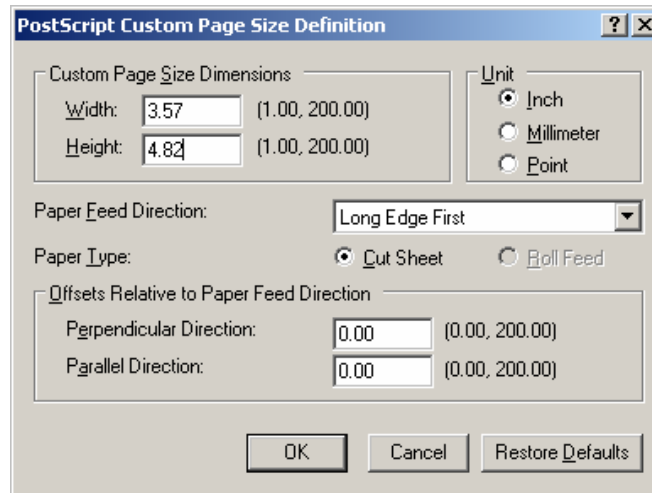 PostScript Custom Page Size Definition
Custom Page Size Dimensions
Width: 3.57 (1.00, 200.00)
Height: 4.82 (1.00, 200.00)
Unit
Inch
Millimeter
Point
Paper Feed Direction: Long Edge First
Paper Type: Cut Sheet Roll Feed
Offsets Relative to Paper Feed Direction
Perpendicular Direction: 0.00 (0.00, 200.00)
Parallel Direction: 0.00 (0.00, 200.00)
OK Cancel Restore Defaults